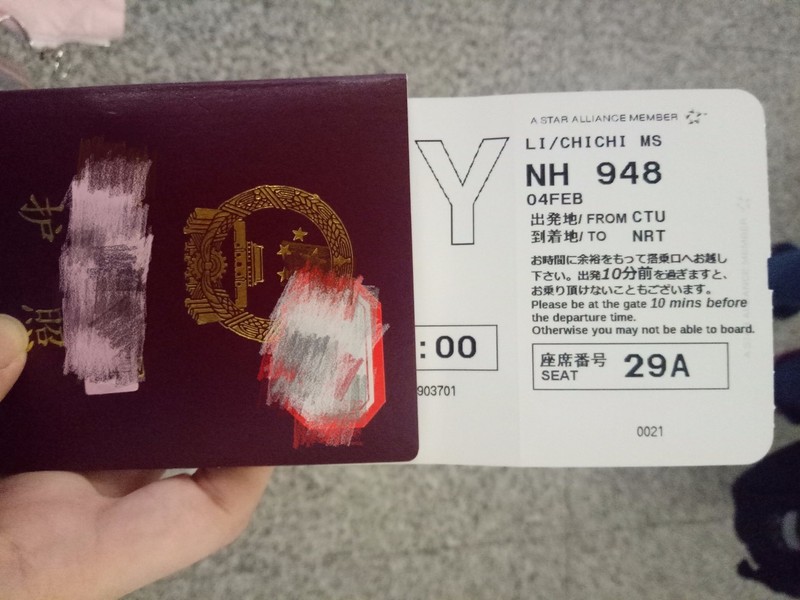 护照
Y
:00
903701
A STAR ALLIANCE MEMBER
LI/CHICHI MS
NH 948
04FEB
出発地/ FROM CTU
到着地/ TO NRT
お時間に余裕をもって搭乗口へお越し
下さい。出発10分前を過ぎますと、
お乗り頂けないこともございます。
Please be at the gate 10 mins before
the departure time.
Otherwise you may not be able to board.
座席番号
SEAT 29A
0021